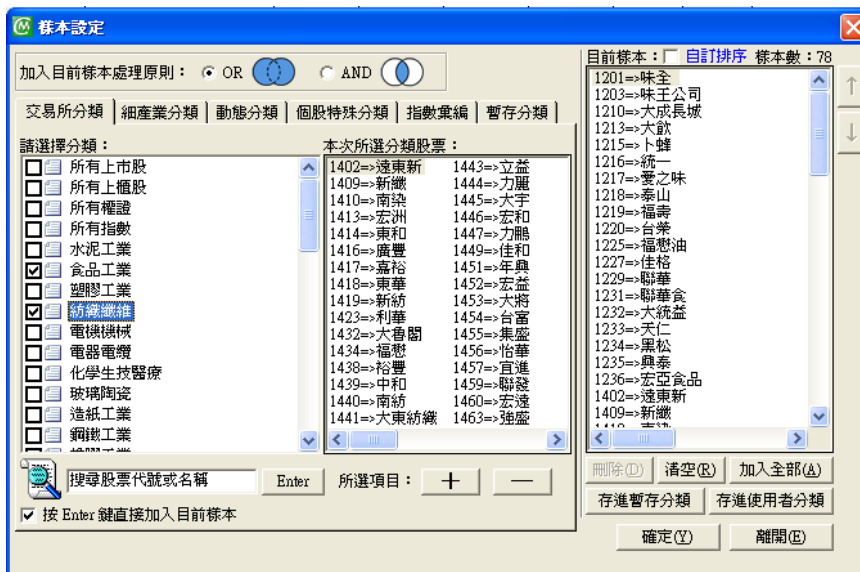 樣本設定
加入目前樣本處理原則： OR AND
目前樣本： 自訂排序 樣本數：78
交易所分類 細產業分類 動態分類 個股特殊分類 指數彙編 暫存分類
請選擇分類：
所有上市股
所有上櫃股
所有權證
所有指數
水泥工業
食品工業
塑膠工業
紡織纖維
電機機械
電器電纜
化學生技醫療
玻璃陶瓷
造紙工業
鋼鐵工業
本次所選分類股票：
1402=>遠東新 1443=>立益
1409=>新纖 1444=>力麗
1410=>南染 1445=>大宇
1413=>宏洲 1446=>宏和
1414=>東和 1447=>力鵬
1416=>廣豐 1449=>佳和
1417=>嘉裕 1451=>年興
1418=>東華 1452=>宏益
1419=>新紡 1453=>大將
1423=>利華 1454=>台富
1432=>大魯閣 1455=>集盛
1434=>福懋 1456=>怡華
1438=>裕豐 1457=>宜進
1439=>中和 1459=>聯發
1440=>南紡 1460=>宏遠
1441=>大東紡織 1463=>強盛
1201=>味全
1203=>味王公司
1210=>大成長城
1213=>大飲
1215=>卜蜂
1216=>統一
1217=>愛之味
1218=>泰山
1219=>福壽
1220=>台榮
1225=>福懋油
1227=>佳格
1229=>聯華
1231=>聯華食
1232=>大統益
1233=>天仁
1234=>黑松
1235=>興泰
1236=>宏亞食品
1402=>遠東新
1409=>新纖
搜尋股票代號或名稱 Enter 所選項目： ＋ －
按 Enter 鍵直接加入目前樣本
刪除(D) 清空(R) 加入全部(A)
存進暫存分類 存進使用者分類
確定(Y) 離開(E)